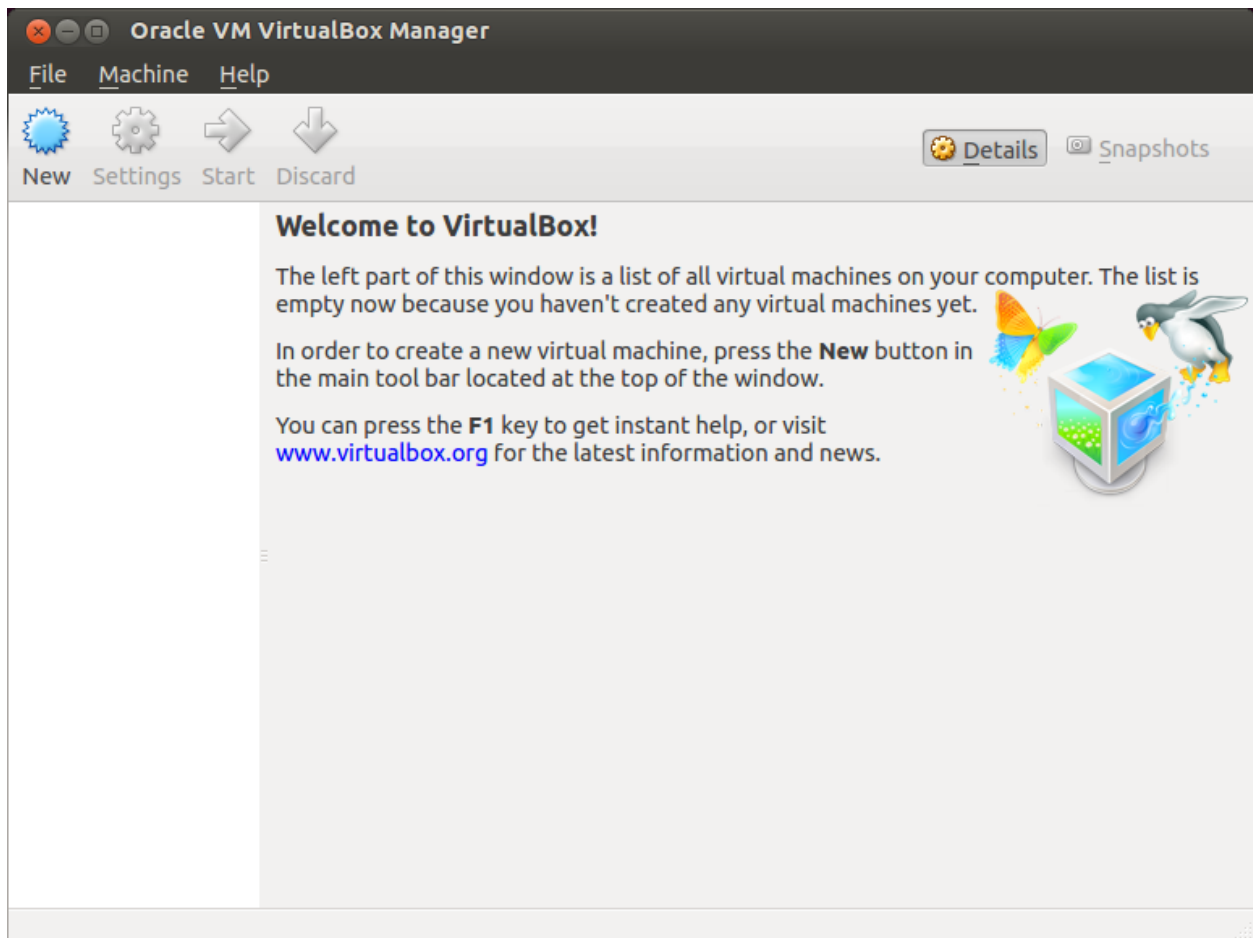 Oracle VM VirtualBox Manager
File Machine Help
New Settings Start Discard
Details Snapshots
Welcome to VirtualBox!
The left part of this window is a list of all virtual machines on your computer. The list is
empty now because you haven't created any virtual machines yet.
In order to create a new virtual machine, press the New button in
the main tool bar located at the top of the window.
You can press the F1 key to get instant help, or visit
www.virtualbox.org for the latest information and news.